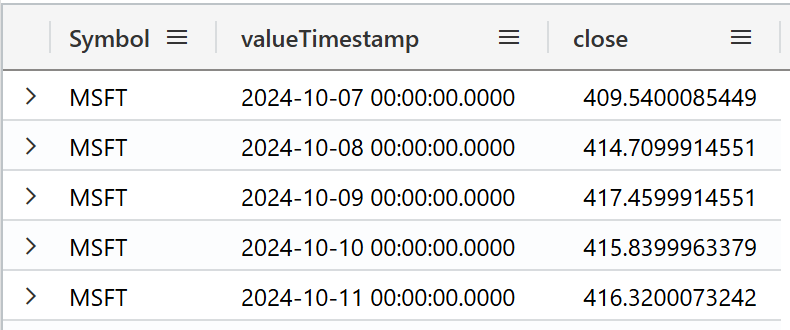 Symbol valueTimestamp close
MSFT 2024-10-07 00:00:00.0000 409.5400085449
MSFT 2024-10-08 00:00:00.0000 414.7099914551
MSFT 2024-10-09 00:00:00.0000 417.4599914551
MSFT 2024-10-10 00:00:00.0000 415.8399963379
MSFT 2024-10-11 00:00:00.0000 416.3200073242